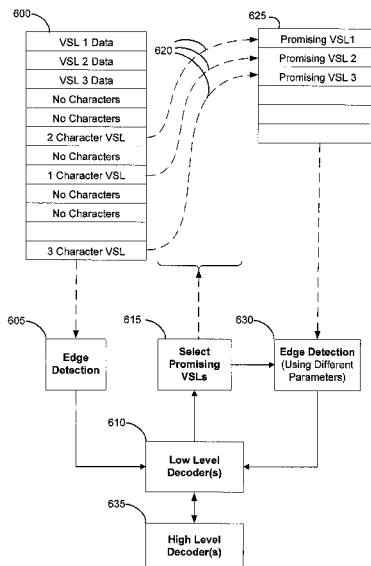 600
VSL 1 Data
VSL 2 Data
VSL 3 Data
No Characters
No Characters
2 Character VSL
No Characters
1 Character VSL
No Characters
No Characters
3 Character VSL
620
625
Promising VSL1
Promising VSL 2
Promising VSL 3
605
Edge
Detection
615
Select
Promising
VSLs
630
Edge Detection
(Using Different
Parameters)
610
Low Level
Decoder(s)
635
High Level
Decoder(s)